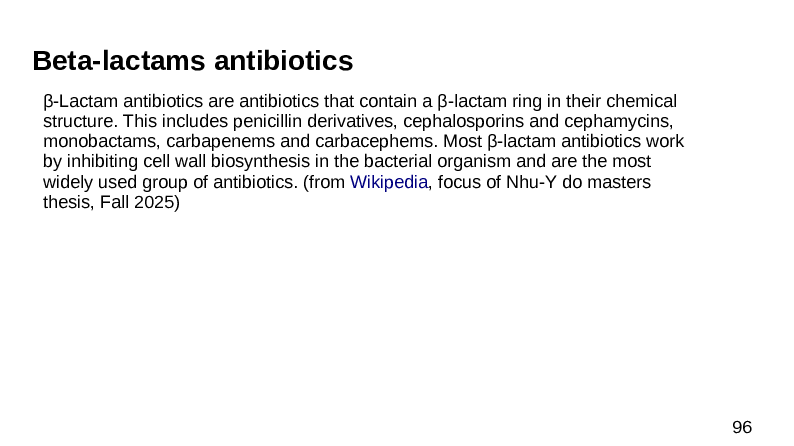 Beta-lactams antibiotics
β-Lactam antibiotics are antibiotics that contain a β-lactam ring in their chemical
structure. This includes penicillin derivatives, cephalosporins and cephamycins,
monobactams, carbapenems and carbacephems. Most β-lactam antibiotics work
by inhibiting cell wall biosynthesis in the bacterial organism and are the most
widely used group of antibiotics. (from Wikipedia, focus of Nhu-Y do masters
thesis, Fall 2025)
96